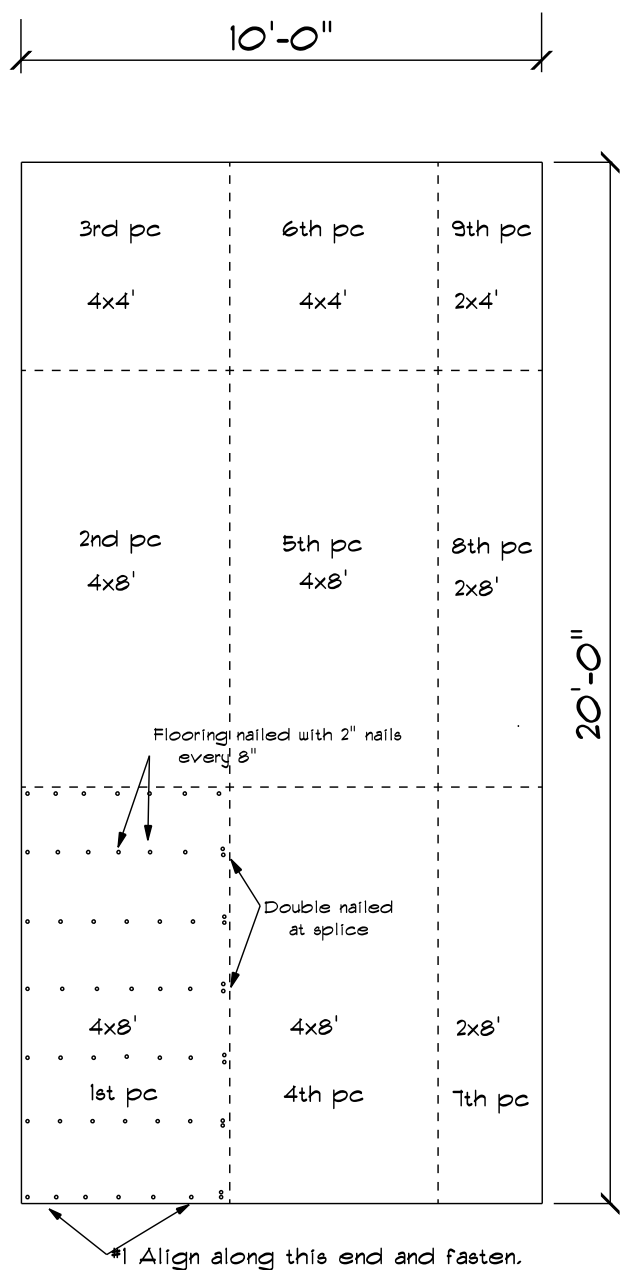 10'-0"
3rd pc
6th pc
9th pc
4x4'
4x4'
2x4'
2nd pc
5th pc
8th pc
4x8'
4x8'
2x8'
20'-0"
Flooring nailed with 2" nails
every 8"
Double nailed
at splice
4x8'
4x8'
2x8'
1st pc
4th pc
7th pc
#1 Align along this end and fasten.